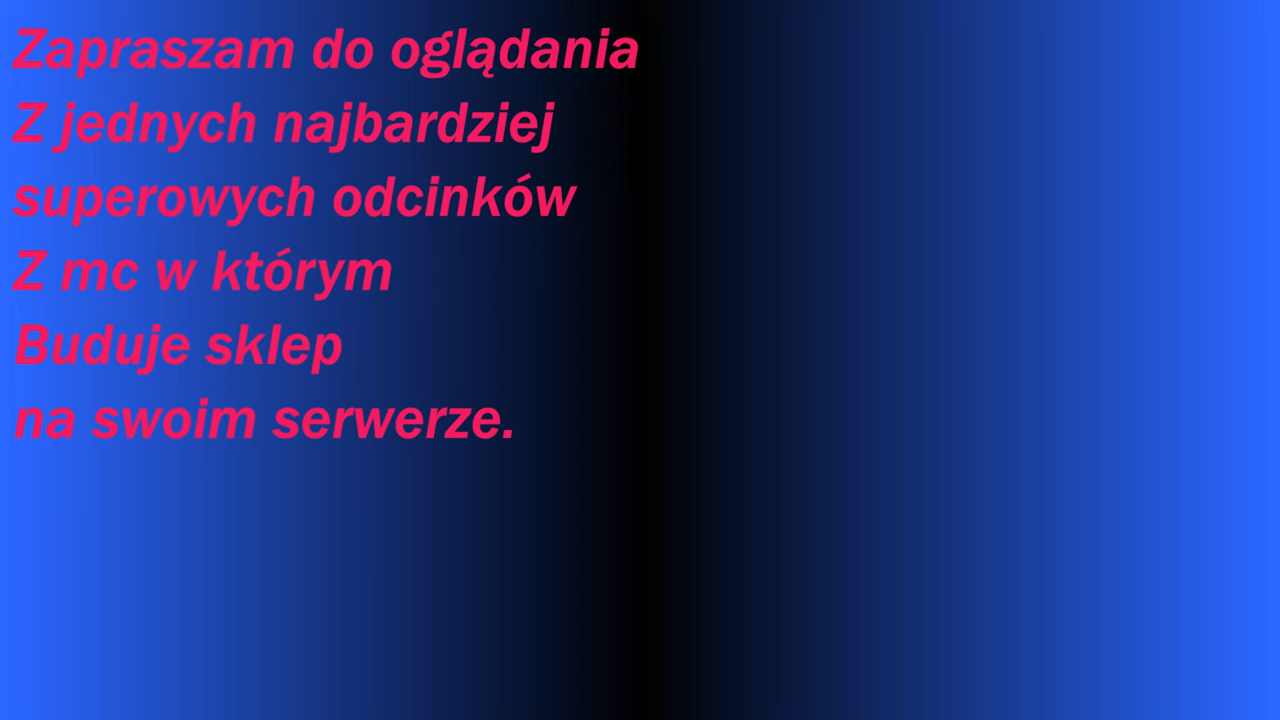 Zapraszam do oglądania
Z jednych najbardziej
superowych odcinków
Z mc w którym
Buduje sklep
na swoim serwerze.